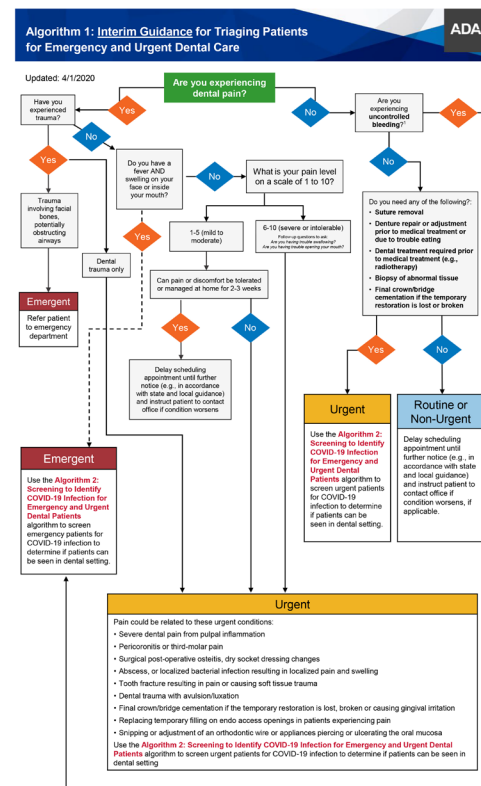 Algorithm 1: Interim Guidance for Triaging Patients
for Emergency and Urgent Dental Care
ADA
Updated: 4/1/2020
Are you experiencing
dental pain?
Yes
No
Have you
experienced
trauma?
Yes
No
Do you have a
fever AND
swelling on your
face or inside
your mouth?
No
Yes
What is your pain level
on a scale of 1 to 10?
Are you
experiencing
uncontrolled
bleeding?
Yes
No
Trauma
involving facial
bones,
potentially
obstructing
airways
Dental
trauma only
Emergent
Refer patient
to emergency
department
1-5 (mild to
moderate)
6-10 (severe or intolerable)
Follow-up questions to ask:
Are you having trouble swallowing?
Are you having trouble opening your mouth?
Can pain or discomfort be tolerated
or managed at home for 2-3 weeks
Yes
No
Delay scheduling
appointment until further
notice (e.g., in accordance
with state and local guidance)
and instruct patient to contact
office if condition worsens
Do you need any of the following?:
• Suture removal
• Denture repair or adjustment
prior to medical treatment or
due to trouble eating
• Dental treatment required prior
to medical treatment (e.g.,
radiotherapy)
• Biopsy of abnormal tissue
• Final crown/bridge
cementation if the temporary
restoration is lost or broken
Yes
No
Urgent
Use the Algorithm 2:
Screening to Identify
COVID-19 Infection
for Emergency and
Urgent Dental
Patients algorithm to
screen urgent patients
for COVID-19
infection to determine
if patients can be
seen in dental setting.
Routine or
Non-Urgent
Delay scheduling
appointment until
further notice (e.g., in
accordance with state
and local guidance)
and instruct patient to
contact office if
condition worsens, if
applicable.
Emergent
Use the Algorithm 2:
Screening to Identify
COVID-19 Infection for
Emergency and Urgent
Dental Patients
algorithm to screen
emergency patients for
COVID-19 infection to
determine if patients can
be seen in dental setting.
Urgent
Pain could be related to these urgent conditions:
• Severe dental pain from pulpal inflammation
• Pericoronitis or third-molar pain
• Surgical post-operative osteitis, dry socket dressing changes
• Abscess, or localized bacterial infection resulting in localized pain and swelling
• Tooth fracture resulting in pain or causing soft tissue trauma
• Dental trauma with avulsion/luxation
• Final crown/bridge cementation if the temporary restoration is lost, broken or causing gingival irritation
• Replacing temporary filling on endo access openings in patients experiencing pain
• Snipping or adjustment of an orthodontic wire or appliances piercing or ulcerating the oral mucosa
Use the Algorithm 2: Screening to Identify COVID-19 Infection for Emergency and Urgent Dental
Patients algorithm to screen urgent patients for COVID-19 infection to determine if patients can be seen in
dental setting